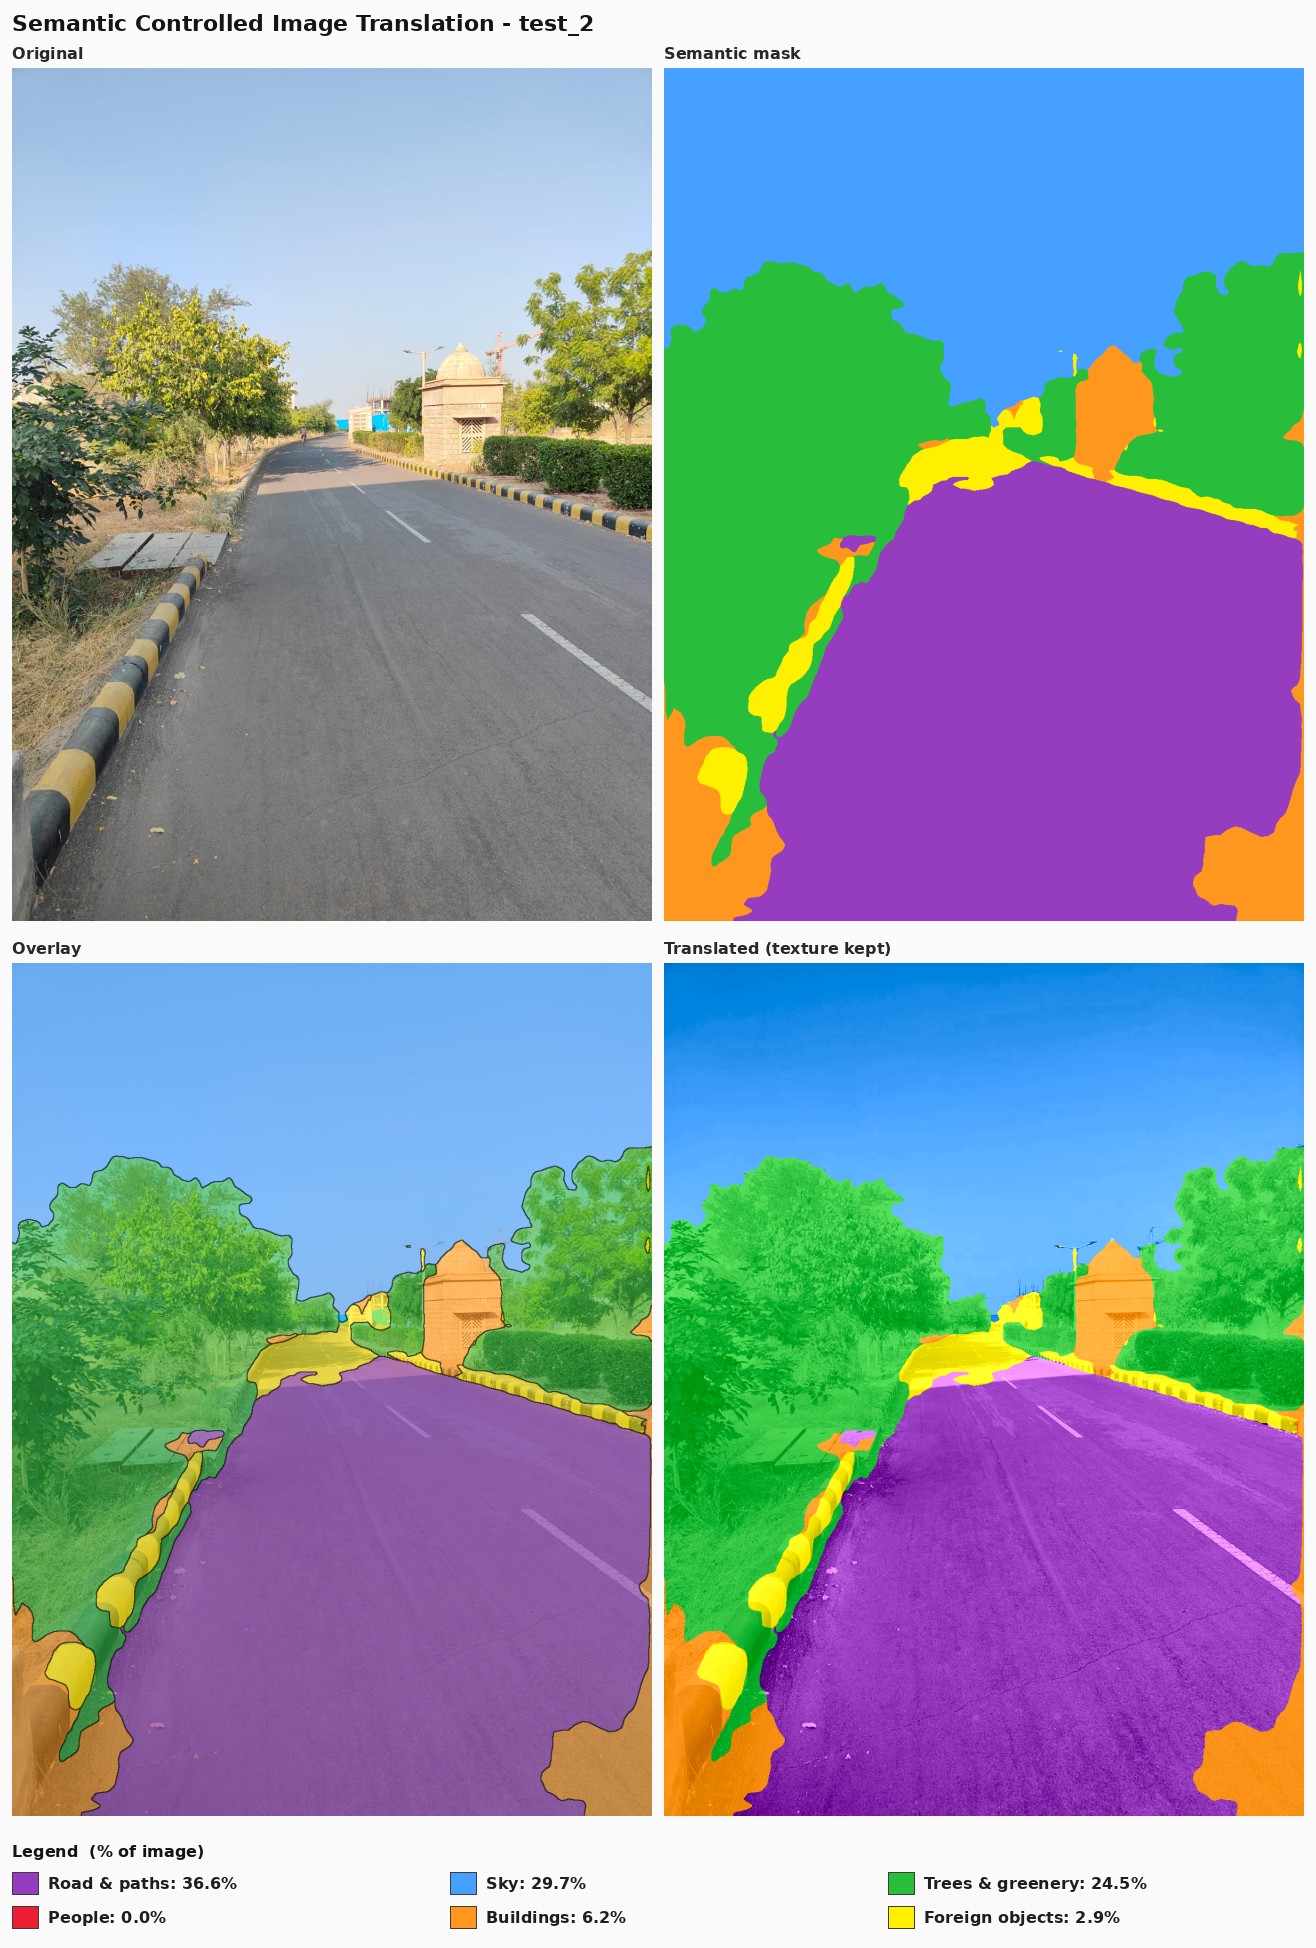 Semantic Controlled Image Translation - test_2
Original
Semantic mask
Overlay
Translated (texture kept)
Legend  (% of image)
Road & paths: 36.6%
Sky: 29.7%
Trees & greenery: 24.5%
People: 0.0%
Buildings: 6.2%
Foreign objects: 2.9%